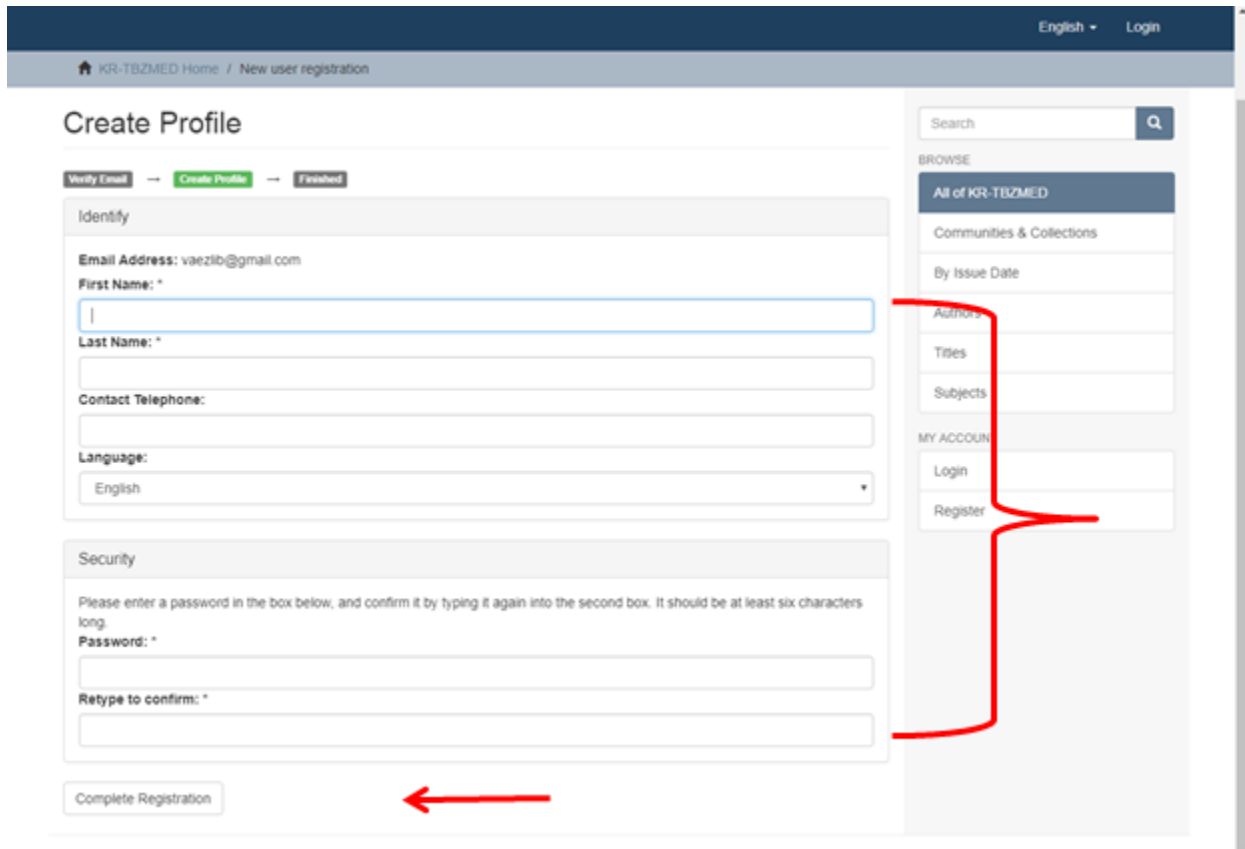 English
Login
KR-TBZMED Home / New user registration
Create Profile
Verify Email → Create Profile → Finished
Identify
Email Address: vaezlib@gmail.com
First Name: *
Last Name: *
Contact Telephone:
Language:
English
Security
Please enter a password in the box below, and confirm it by typing it again into the second box. It should be at least six characters
long.
Password: *
Retype to confirm: *
Complete Registration
Search
BROWSE
All of KR-TBZMED
Communities & Collections
By Issue Date
Authors
Titles
Subjects
MY ACCOUNT
Login
Register